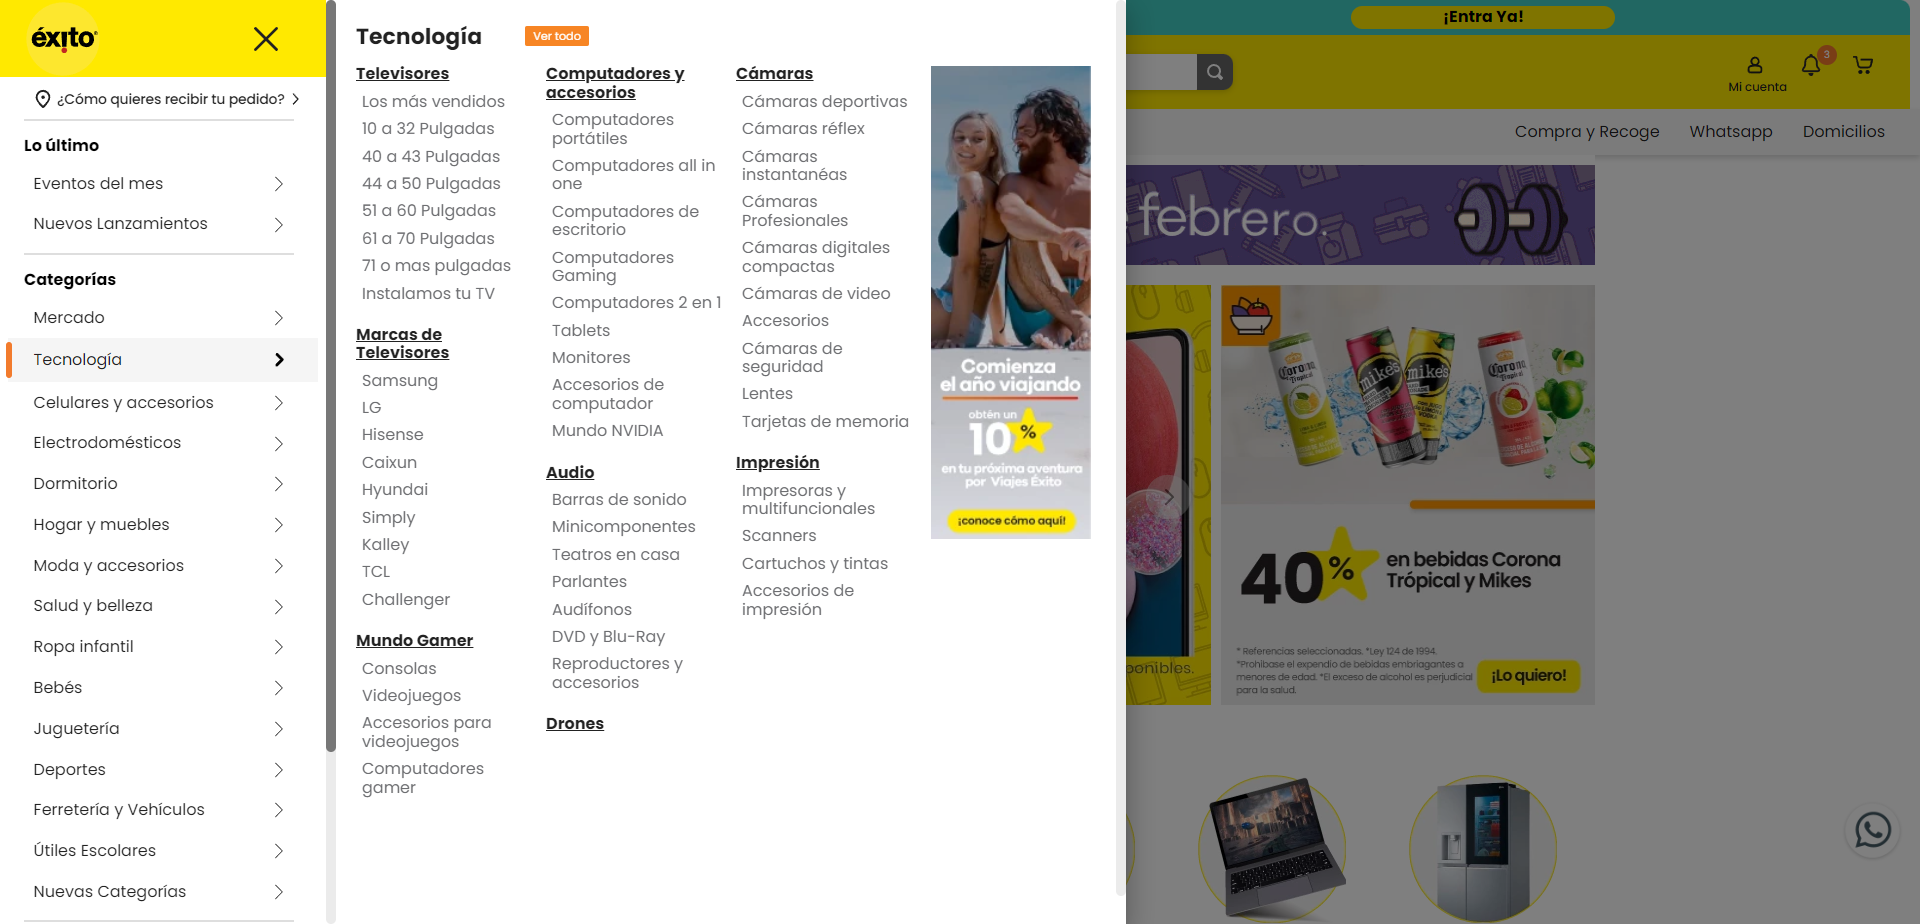 éxito
¿Cómo quieres recibir tu pedido?
Lo último
Eventos del mes
Nuevos Lanzamientos
Categorías
Mercado
Tecnología
Celulares y accesorios
Electrodomésticos
Dormitorio
Hogar y muebles
Moda y accesorios
Salud y belleza
Ropa infantil
Bebés
Juguetería
Deportes
Ferretería y Vehículos
Útiles Escolares
Nuevas Categorías
Tecnología
Ver todo
Televisores
Los más vendidos
10 a 32 Pulgadas
40 a 43 Pulgadas
44 a 50 Pulgadas
51 a 60 Pulgadas
61 a 70 Pulgadas
71 o mas pulgadas
Instalamos tu TV
Marcas de
Televisores
Samsung
LG
Hisense
Caixun
Hyundai
Simply
Kalley
TCL
Challenger
Mundo Gamer
Consolas
Videojuegos
Accesorios para
videojuegos
Computadores
gamer
Computadores y
accesorios
Computadores
portátiles
Computadores all in
one
Computadores de
escritorio
Computadores
Gaming
Computadores 2 en 1
Tablets
Monitores
Accesorios de
computador
Mundo NVIDIA
Audio
Barras de sonido
Minicomponentes
Teatros en casa
Parlantes
Audífonos
DVD y Blu-Ray
Reproductores y
accesorios
Drones
Cámaras
Cámaras deportivas
Cámaras réflex
Cámaras
instantanéas
Cámaras
Profesionales
Cámaras digitales
compactas
Cámaras de video
Accesorios
Cámaras de
seguridad
Lentes
Tarjetas de memoria
Impresión
Impresoras y
multifuncionales
Scanners
Cartuchos y tintas
Accesorios de
impresión
Comienza
el año viajando
obtén un
10%
en tu próxima aventura
por Viajes Éxito
¡conoce cómo aquí!
¡Entra Ya!
Mi cuenta
3
Compra y Recoge
Whatsapp
Domicilios
febrero.
ponibles.
Corona
Tropical
mike's
mike's
Corona
Tropical
40%
en bebidas Corona
Trópical y Mikes
* Referencias seleccionadas. *Ley 124 de 1994.
*Prohíbase el expendio de bebidas embriagantes a
menores de edad. *El exceso de alcohol es perjudicial
para la salud.
¡Lo quiero!